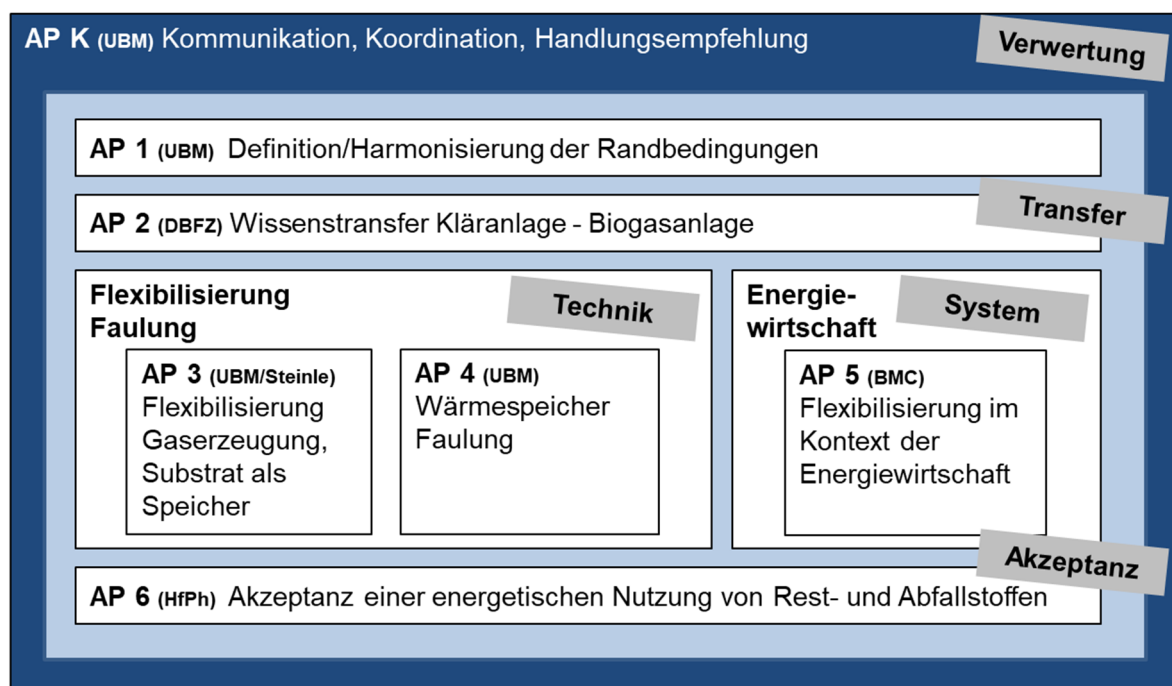 AP K (UBM) Kommunikation, Koordination, Handlungsempfehlung
Verwertung
AP 1 (UBM) Definition/Harmonisierung der Randbedingungen
AP 2 (DBFZ) Wissenstransfer Kläranlage - Biogasanlage
Transfer
Flexibilisierung
Faulung
Technik
AP 3 (UBM/Steinle)
Flexibilisierung
Gaserzeugung,
Substrat als
Speicher
AP 4 (UBM)
Wärmespeicher
Faulung
Energie-
wirtschaft
System
AP 5 (BMC)
Flexibilisierung im
Kontext der
Energiewirtschaft
Akzeptanz
AP 6 (HfPh) Akzeptanz einer energetischen Nutzung von Rest- und Abfallstoffen